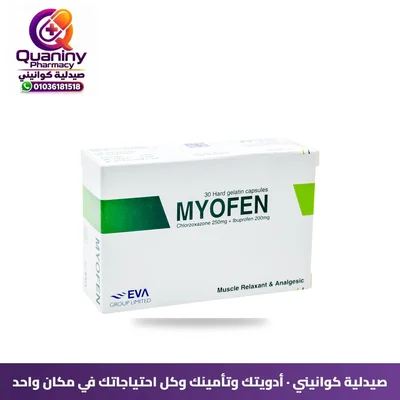 Quaniny
Pharmacy
صيدلية كوانيني
01036181518
30 Hard gelatin capsules
MYOFEN
Chlorzoxazone 250mg + Ibuprofen 200mg
MYOFEN
EVA
GROUP LIMITED
Muscle Relaxant & Analgesic
صيدلية كوانيني - أدويتك وتأمينك وكل احتياجاتك في مكان واحد